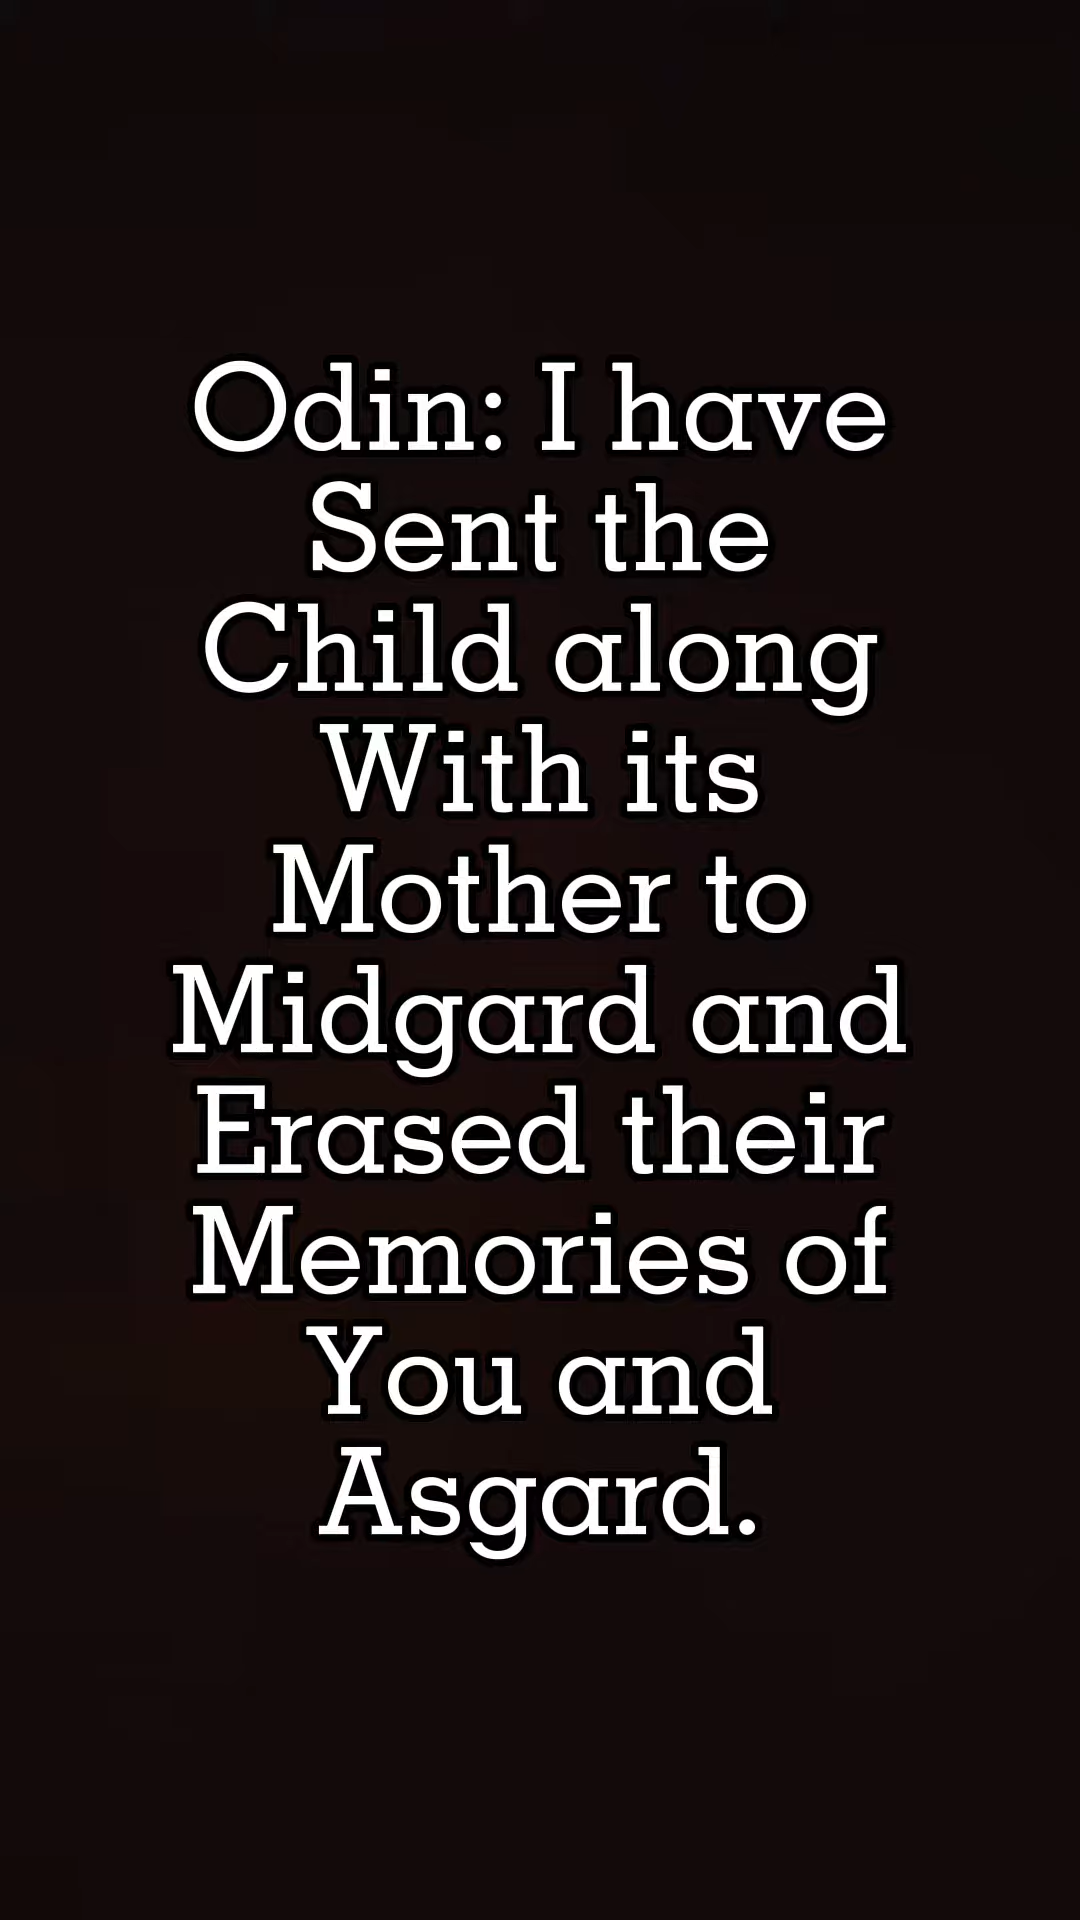 Odin: I have
Sent the
Child along
With its
Mother to
Midgard and
Erased their
Memories of
You and
Asgard.